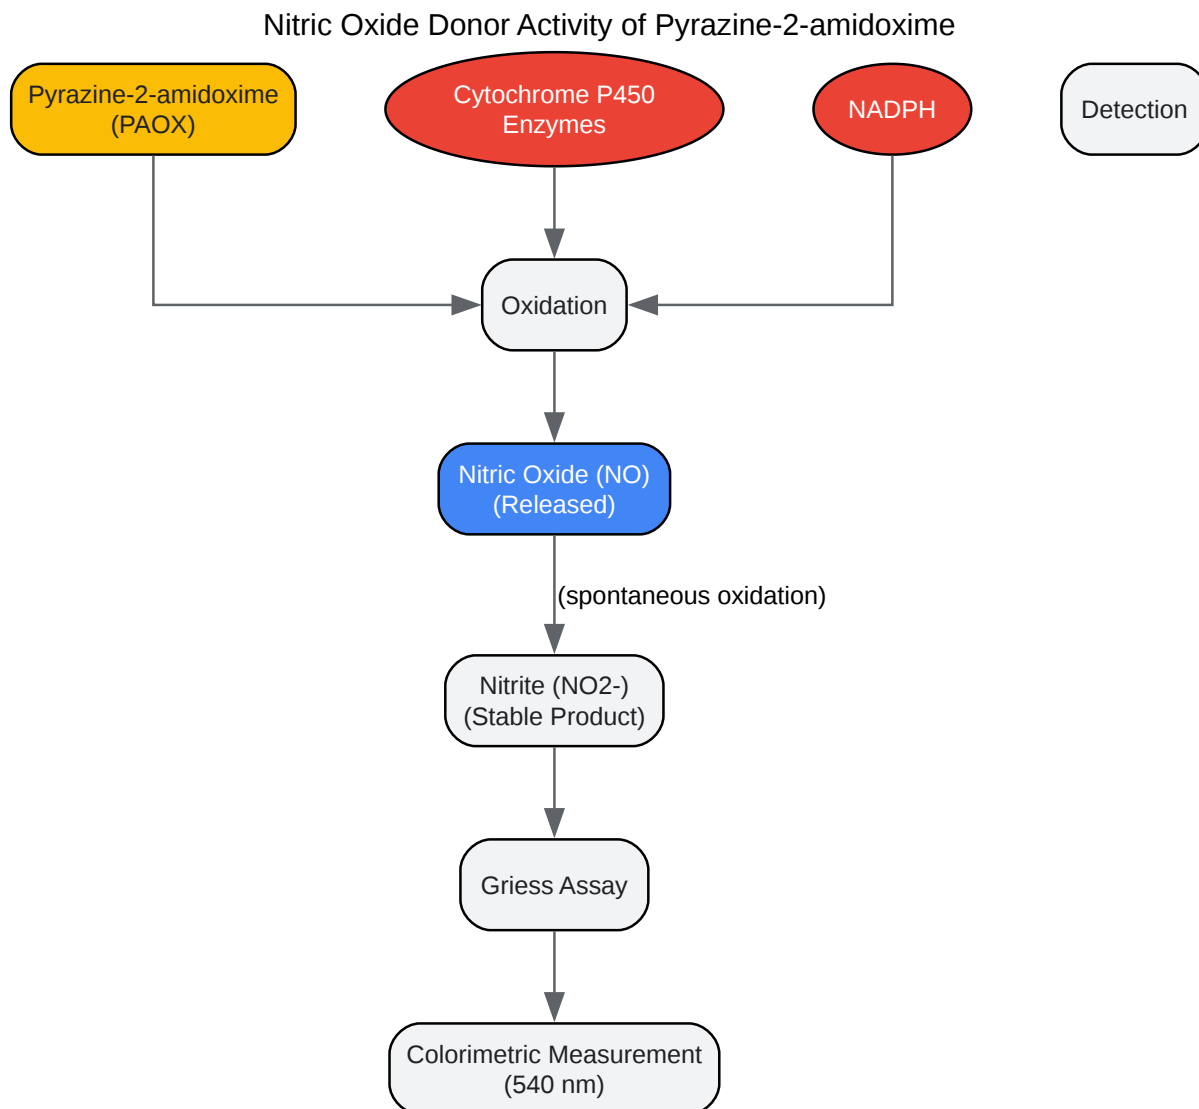 Nitric Oxide Donor Activity of Pyrazine-2-amidoxime
Pyrazine-2-amidoxime
(PAOX)
Cytochrome P450
Enzymes
NADPH
Detection
Oxidation
Nitric Oxide (NO)
(Released)
(spontaneous oxidation)
Nitrite (NO2-)
(Stable Product)
Griess Assay
Colorimetric Measurement
(540 nm)